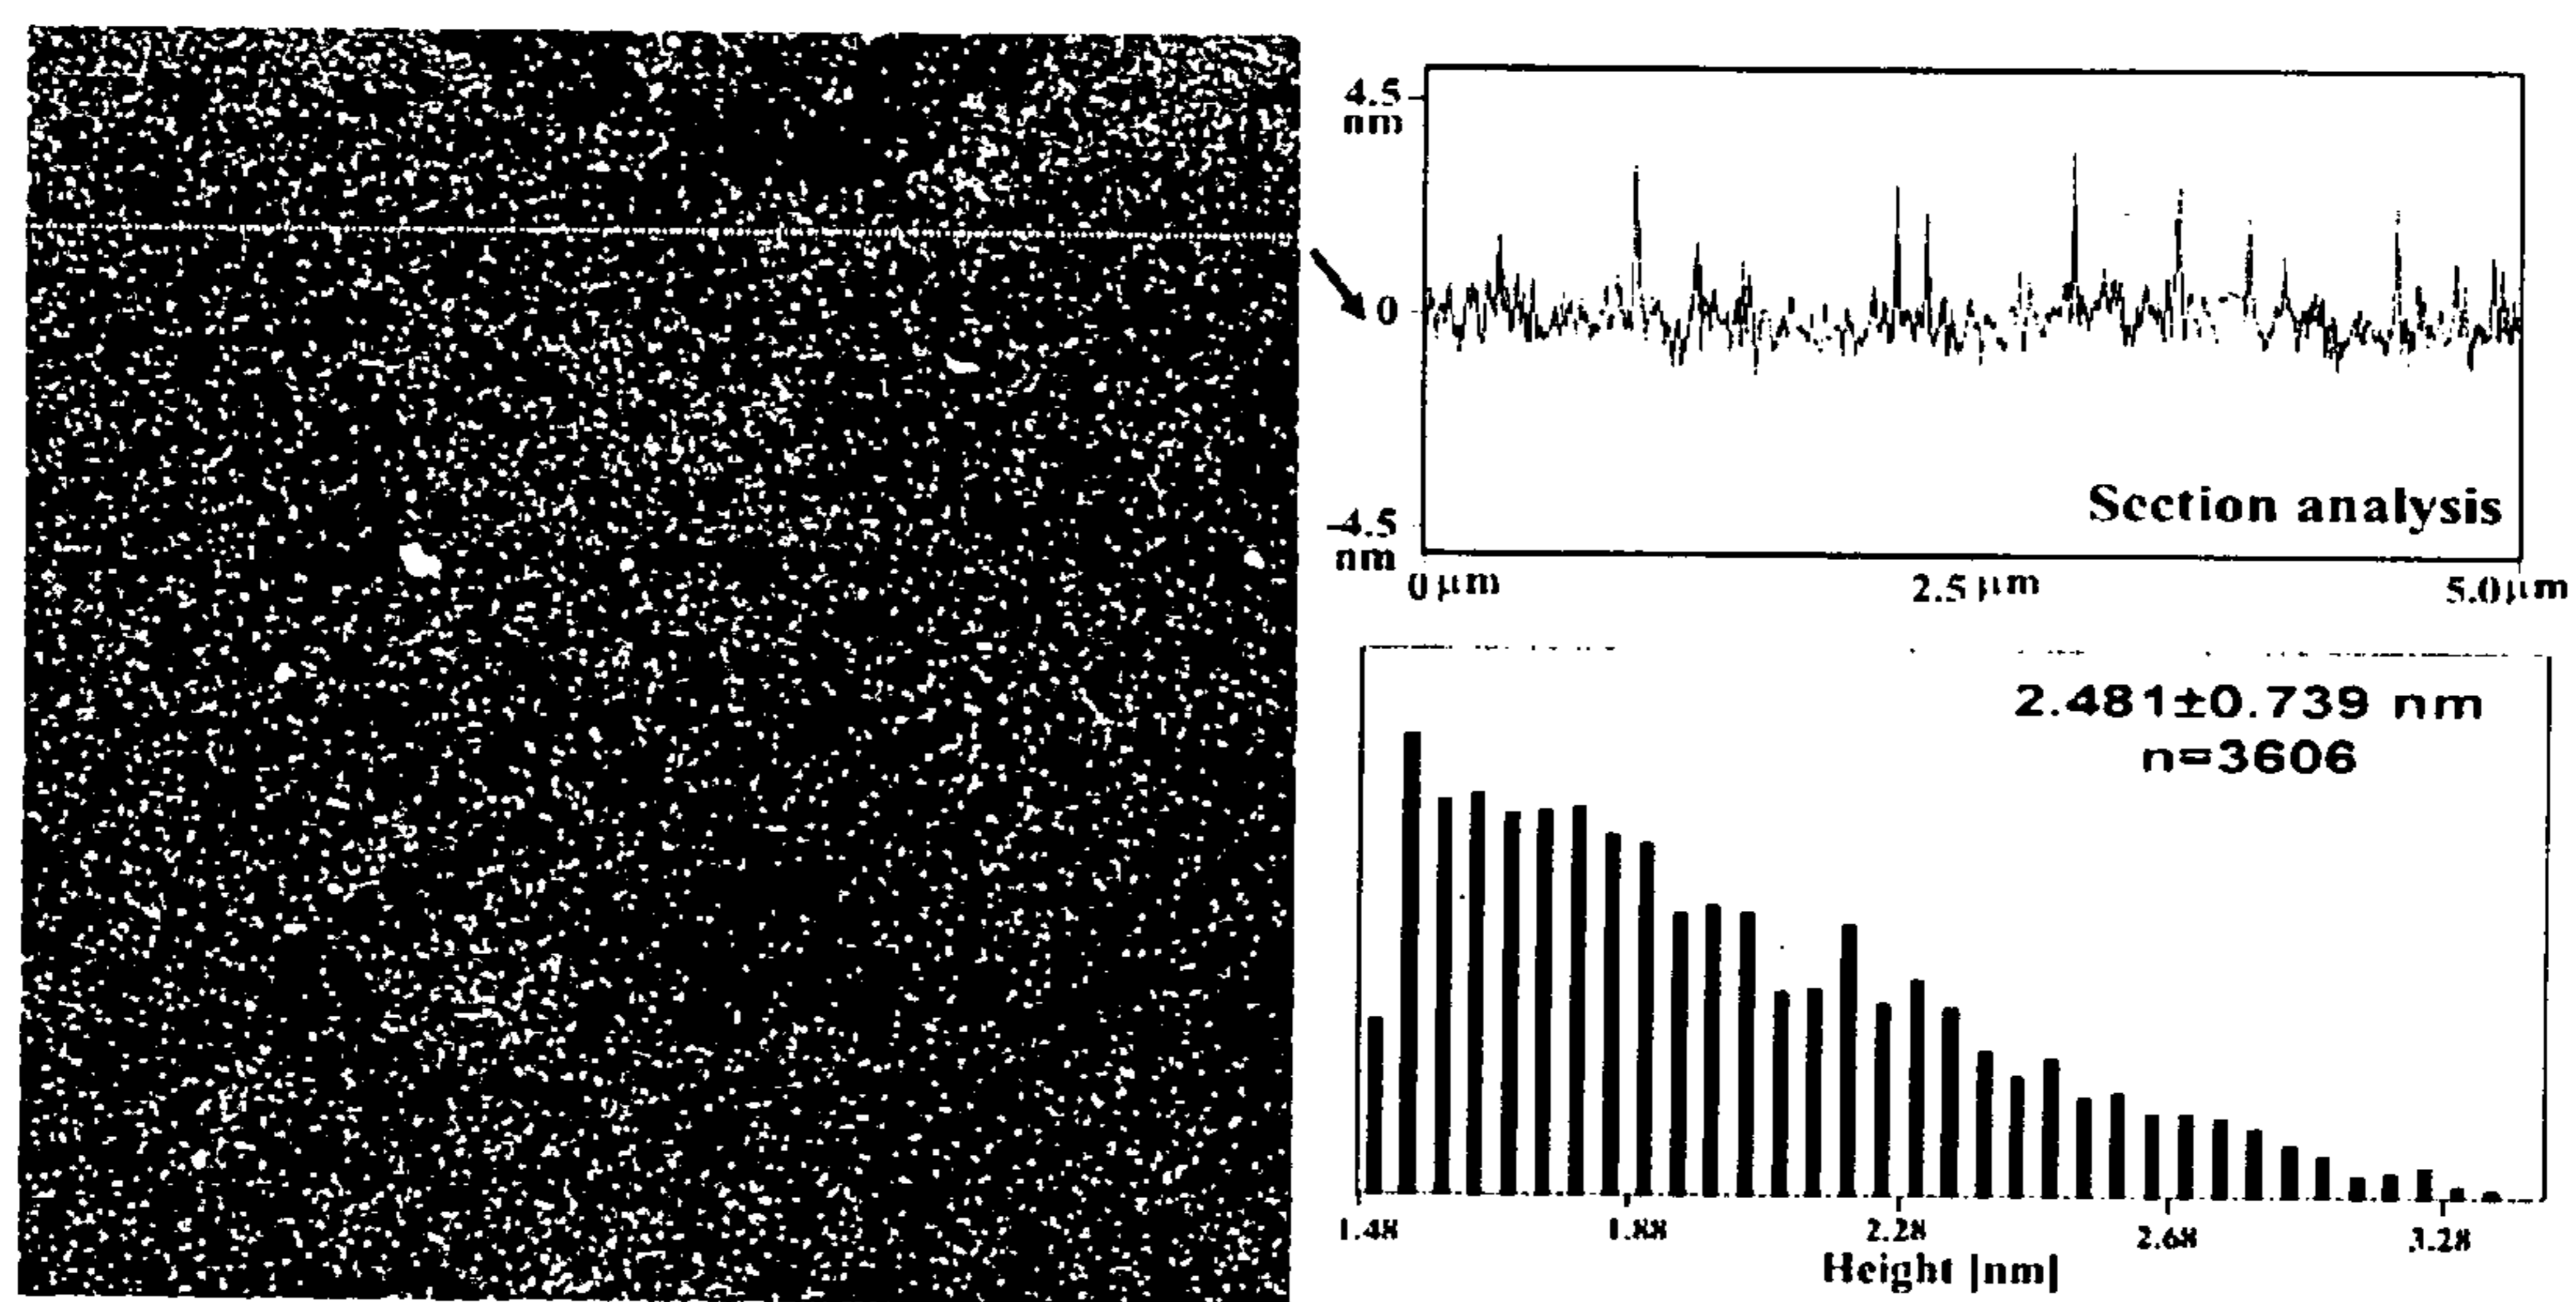 4.5
nm
0
-4.5
nm
Section analysis
0 µm
2.5 µm
5.0 µm
2.481±0.739 nm
n=3606
1.48
1.88
2.28
2.68
3.28
Height [nm]